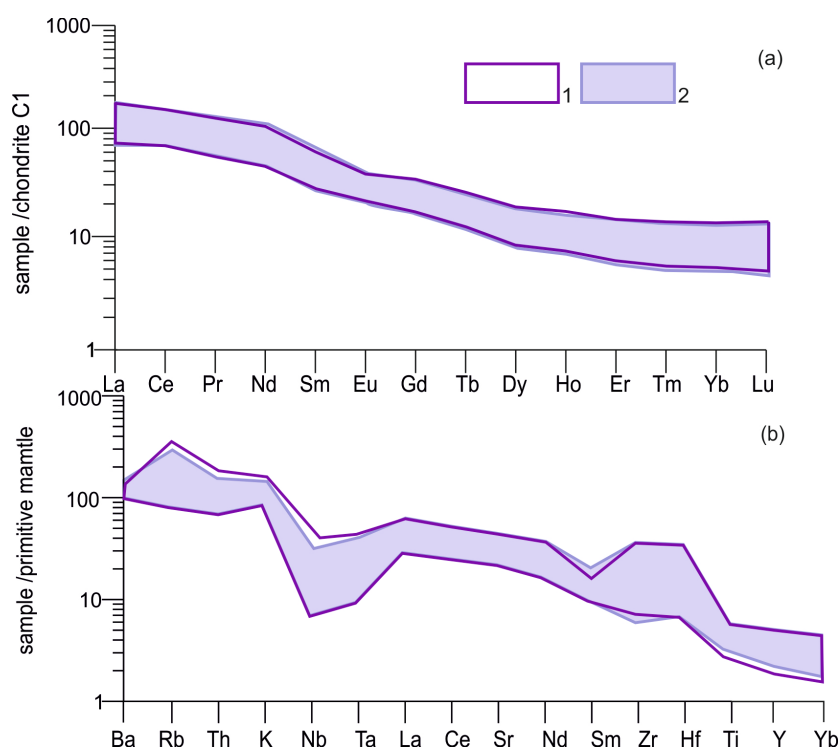 1000
(a)
1
2
100
sample /chondrite C1
10
1
La Ce Pr Nd Sm Eu Gd Tb Dy Ho Er Tm Yb Lu
1000
(b)
100
sample /primitive mamtle
10
1
Ba Rb Th K Nb Ta La Ce Sr Nd Sm Zr Hf Ti Y Yb